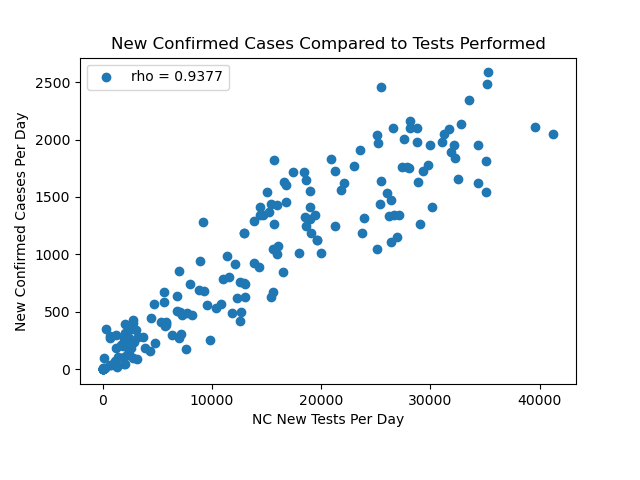 New Confirmed Cases Compared to Tests Performed
rho = 0.9377
New Confirmed Caeses Per Day
2500
2000
1500
1000
500
0
0 10000 20000 30000 40000
NC New Tests Per Day